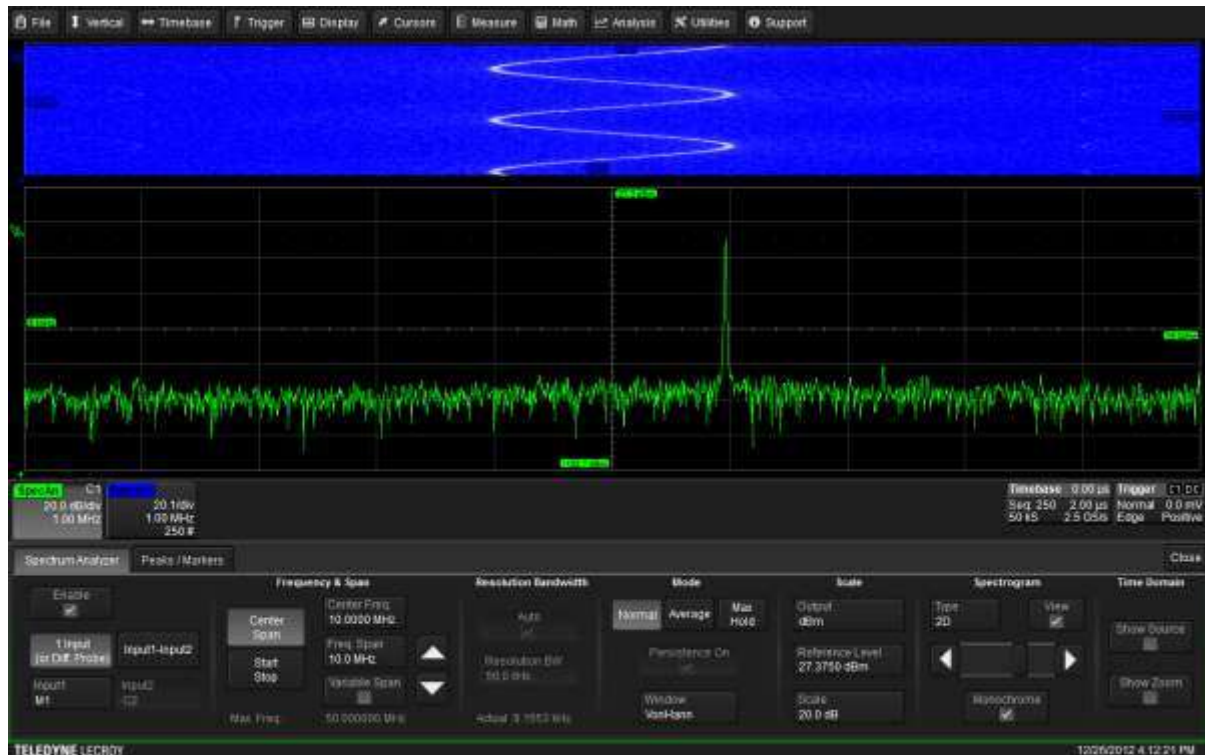 File Vertical Timebase Trigger Display Cursors Measure Math Analysis Utilities Support
SpecAn C1
20.0 dB/div 20.1/div
1.00 MHz 1.00 MHz
250 #
Timebase 0.00 µs Trigger C1 DC
Seq: 250 2.00 µs Normal 0.0 mV
50 kS 2.5 GS/s Edge Positive
Spectrum Analyzer Peaks / Markers Close
Frequency & Span Resolution Bandwidth Mode Scale Spectrogram Time Domain
Enable
Center Span
Center Freq.
10.0000 MHz
Auto
Normal Average Max Hold
Output
dBm
Type
2D
View
Show Source
1 Input
(or Diff. Probe)
Input1-Input2
Start
Stop
Freq. Span
10.0 MHz
Resolution BW
Persistence On
Reference Level
27.3750 dBm
Input1
M1
Input2
C2
Variable Span
Window
VonHann
Scale
20.0 dB
Monochrome
Show Zoom
Max. Freq. 50.000000 MHz
Actual
TELEDYNE LECROY 12/26/2012 4:12:21 PM